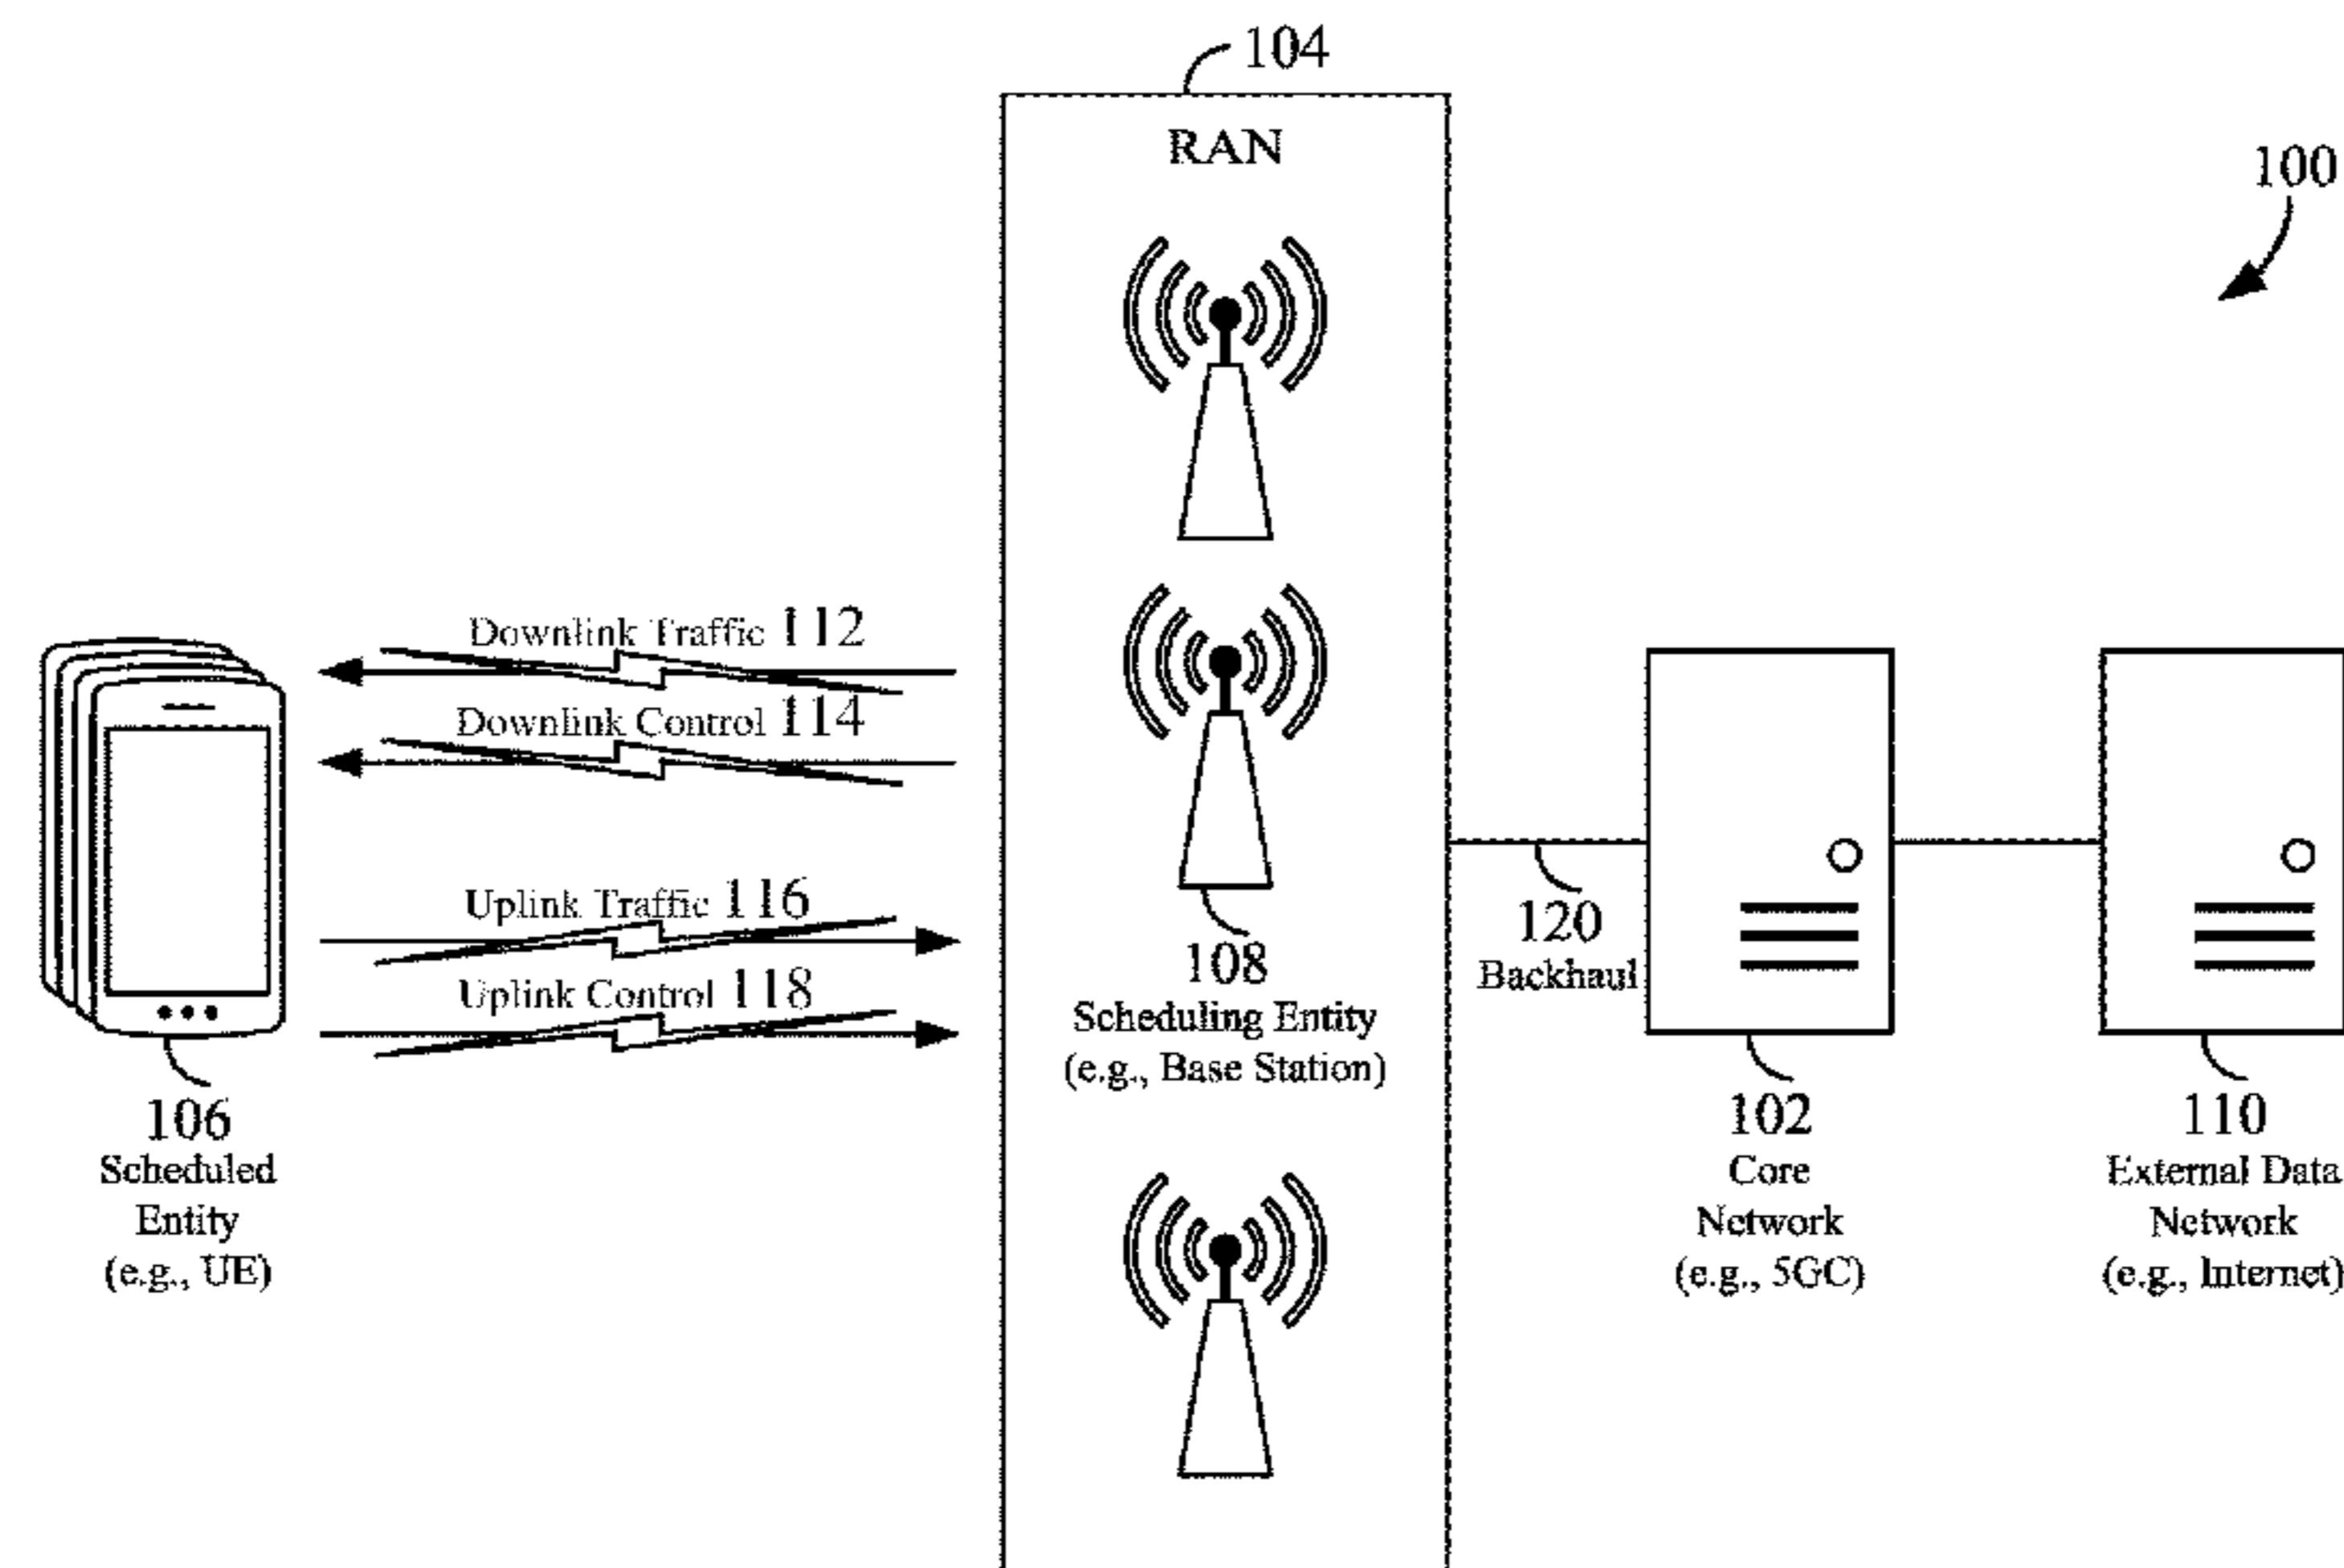 104
RAN
100
Downlink Traffic 112
Downlink Control 114
Uplink Traffic 116
Uplink Control 118
106
Scheduled
Entity
(e.g., UE)
108
Scheduling Entity
(e.g., Base Station)
120
Backhaul
102
Core
Network
(e.g., 5GC)
110
External Data
Network
(e.g., Internet)